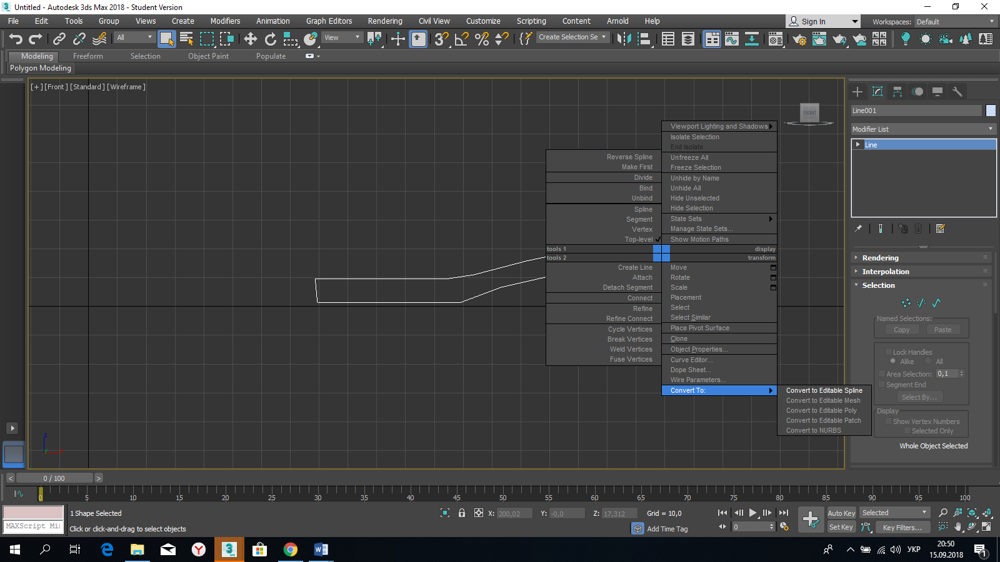 Untitled - Autodesk 3ds Max 2018 - Student Version
File Edit Tools Group Views Create Modifiers Animation Graph Editors Rendering Civil View Customize Scripting Content Arnold Help Sign In Workspaces: Default
All View Create Selection Se
Modeling Freeform Selection Object Paint Populate
Polygon Modeling
[+] [Front] [Standard] [Wireframe]
FRONT
Line001
Modifier List
Line
Viewport Lighting and Shadows
Isolate Selection
End Isolate
Unfreeze All
Freeze Selection
Unhide by Name
Unhide All
Hide Unselected
Hide Selection
State Sets
Manage State Sets...
Show Motion Paths
display
transform
Reverse Spline
Make First
Divide
Bind
Unbind
Spline
Segment
Vertex
Top-level
tools 1
tools 2
Create Line
Attach
Detach Segment
Connect
Refine
Refine Connect
Cycle Vertices
Break Vertices
Weld Vertices
Fuse Vertices
Move
Rotate
Scale
Placement
Select
Select Similar
Place Pivot Surface
Clone
Object Properties...
Curve Editor...
Dope Sheet...
Wire Parameters...
Convert To:
Convert to Editable Spline
Convert to Editable Mesh
Convert to Editable Poly
Convert to Editable Patch
Convert to NURBS
Rendering
Interpolation
Selection
Named Selections:
Copy Paste
Lock Handles
Alike All
Area Selection: 0,1
Segment End
Select By...
Display
Show Vertex Numbers
Selected Only
Whole Object Selected
z
y
< 0 / 100 >
0 5 10 15 20 25 30 35 40 45 50 55 60 65 70 75 80 85 90 95 100
1 Shape Selected X: 200,02 Y: -0,0 Z: 17,312 Grid = 10,0 Auto Key Selected
MAXScript Mi Click or click-and-drag to select objects Add Time Tag 0 Set Key Key Filters...
УКР
20:50
15.09.2018
1